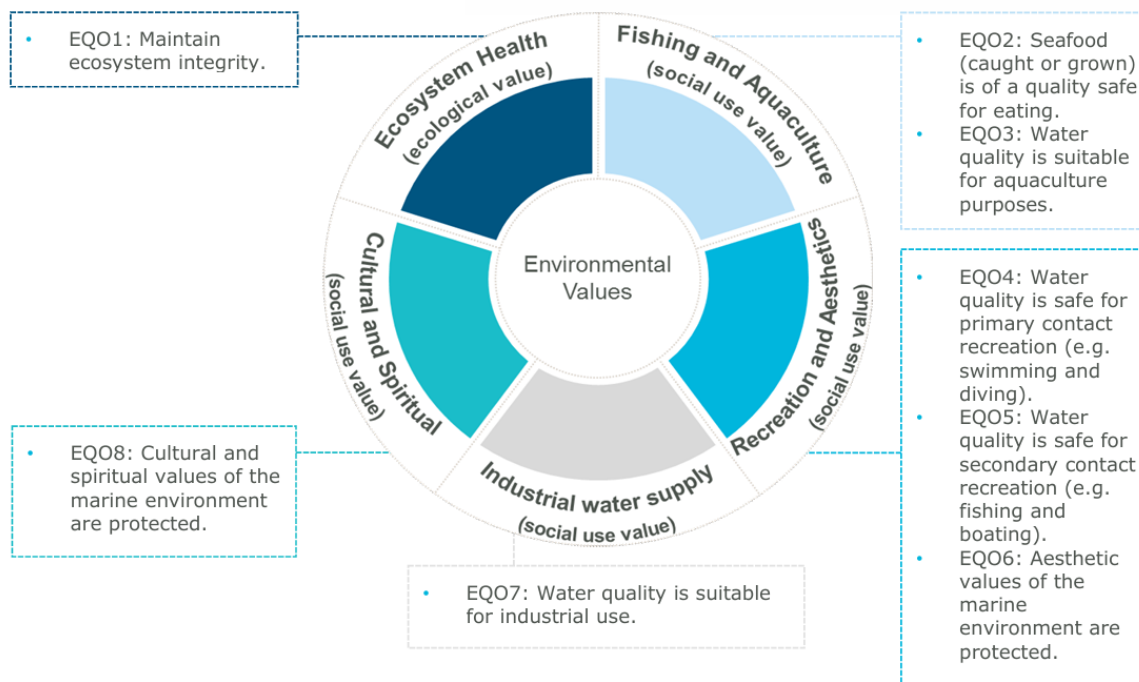 • EQO1: Maintain
ecosystem integrity.
Ecosystem Health
(ecological value)
Fishing and Aquaculture
(social use value)
• EQO2: Seafood
(caught or grown)
is of a quality safe
for eating.
• EQO3: Water
quality is suitable
for aquaculture
purposes.
Environmental
Values
Cultural and Spiritual
(social use value)
Recreation and Aesthetics
(social use value)
• EQO4: Water
quality is safe for
primary contact
recreation (e.g.
swimming and
diving).
• EQO5: Water
quality is safe for
secondary contact
recreation (e.g.
fishing and
boating).
• EQO6: Aesthetic
values of the
marine
environment are
protected.
• EQO8: Cultural and
spiritual values of the
marine environment
are protected.
Industrial water supply
(social use value)
• EQO7: Water quality is suitable
for industrial use.